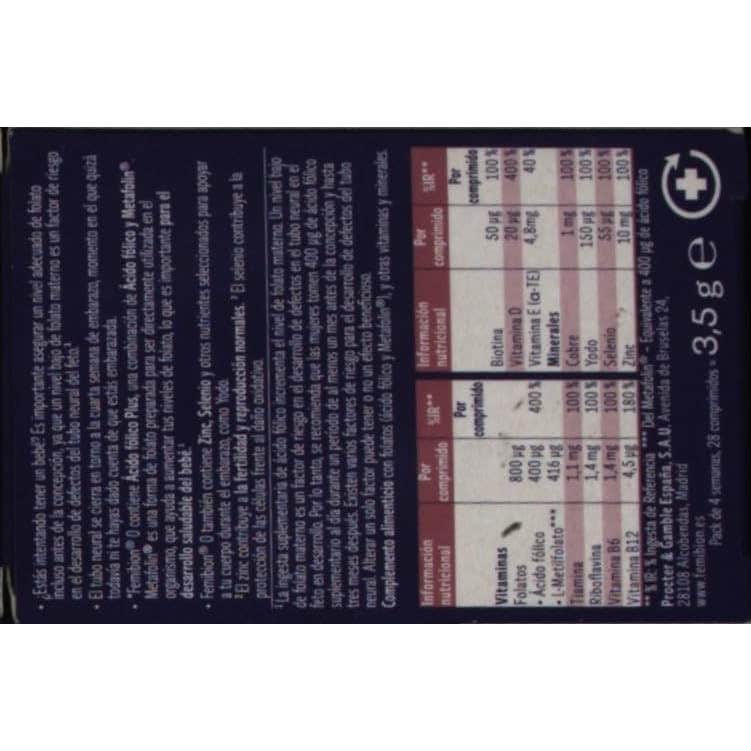 • ¿Estás intentando tener un bebé? Es importante asegurar un nivel adecuado de folato
incluso antes de la concepción, ya que un nivel bajo de folato materno es un factor de riesgo
en el desarrollo de defectos del tubo neural del feto.¹
• El tubo neural se cierra en torno a la cuarta semana de embarazo, momento en el que quizá
todavía ni te hayas dado cuenta de que estás embarazada.
• "Femibion® 0 contiene Ácido fólico Plus, una combinación de Ácido fólico y Metafolin®
Metafolin® es una forma de folato preparada para ser directamente utilizada en el
organismo, que ayuda a aumentar tus niveles de folato, lo que es importante para el
desarrollo saludable del bebé.
• Femibion® 0 también contiene Zinc, Selenio y otros nutrientes seleccionados para apoyar
a tu cuerpo durante el embarazo, como Yodo.
²El zinc contribuye a la fertilidad y reproducción normales. ³ El selenio contribuye a la
protección de las células frente al daño oxidativo.
¹ La ingesta suplementaria de ácido fólico incrementa el nivel de folato materno. Un nivel bajo
de folato materno es un factor de riesgo en el desarrollo de defectos en el tubo neural en el
feto en desarrollo. Por lo tanto se recomienda que las mujeres tomen 400 µg de ácido fólico
suplementario al día durante un periodo de al menos un mes antes de la concepción y hasta
tres meses después. Existen varios factores de riesgo para el desarrollo de defectos del tubo
neural. Alterar un solo factor puede tener o no un efecto beneficioso.
Complemento alimenticio con folatos (ácido fólico y Metafolin®), y otras vitaminas y minerales.
Información nutricional Por comprimido %IR** Por comprimido
Vitaminas
Folatos 800 µg
• Ácido fólico 400 µg 400 %
• L-Metilfolato*** 416 µg
Tiamina 1,1 mg 100 %
Riboflavina 1,4 mg 100 %
Vitamina B6 1,4 mg 100 %
Vitamina B12 4,5 µg 180 %
Información nutricional Por comprimido %IR** Por comprimido
Biotina 50 µg 100 %
Vitamina D 20 µg 400 %
Vitamina E (α-TE) 4,8mg 40 %
Minerales
Cobre 1 mg 100 %
Yodo 150 µg 100 %
Selenio 55 µg 100 %
Zinc 10 mg 100 %
** % IR: % Ingesta de Referencia *** Del Metafolin® - Equivalente a 400 µg de ácido fólico
Procter & Gamble España, S.A.U. Avenida de Bruselas 24,
28108 Alcobendas, Madrid
www.femibion.es
Pack de 4 semanas, 28 comprimidos = 3,5 g e